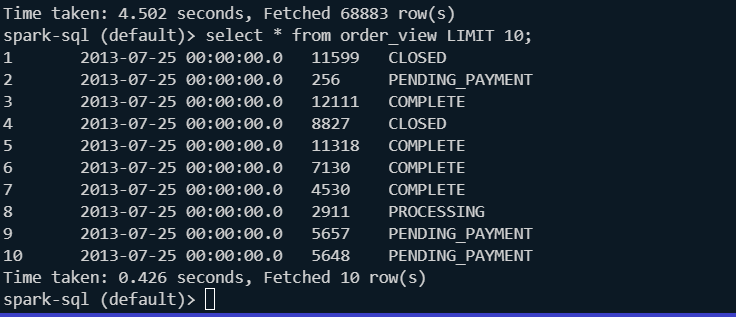 Time taken: 4.502 seconds, Fetched 68883 row(s)
spark-sql (default)> select * from order_view LIMIT 10;
1       2013-07-25 00:00:00.0   11599   CLOSED
2       2013-07-25 00:00:00.0   256     PENDING_PAYMENT
3       2013-07-25 00:00:00.0   12111   COMPLETE
4       2013-07-25 00:00:00.0   8827    CLOSED
5       2013-07-25 00:00:00.0   11318   COMPLETE
6       2013-07-25 00:00:00.0   7130    COMPLETE
7       2013-07-25 00:00:00.0   4530    COMPLETE
8       2013-07-25 00:00:00.0   2911    PROCESSING
9       2013-07-25 00:00:00.0   5657    PENDING_PAYMENT
10      2013-07-25 00:00:00.0   5648    PENDING_PAYMENT
Time taken: 0.426 seconds, Fetched 10 row(s)
spark-sql (default)>